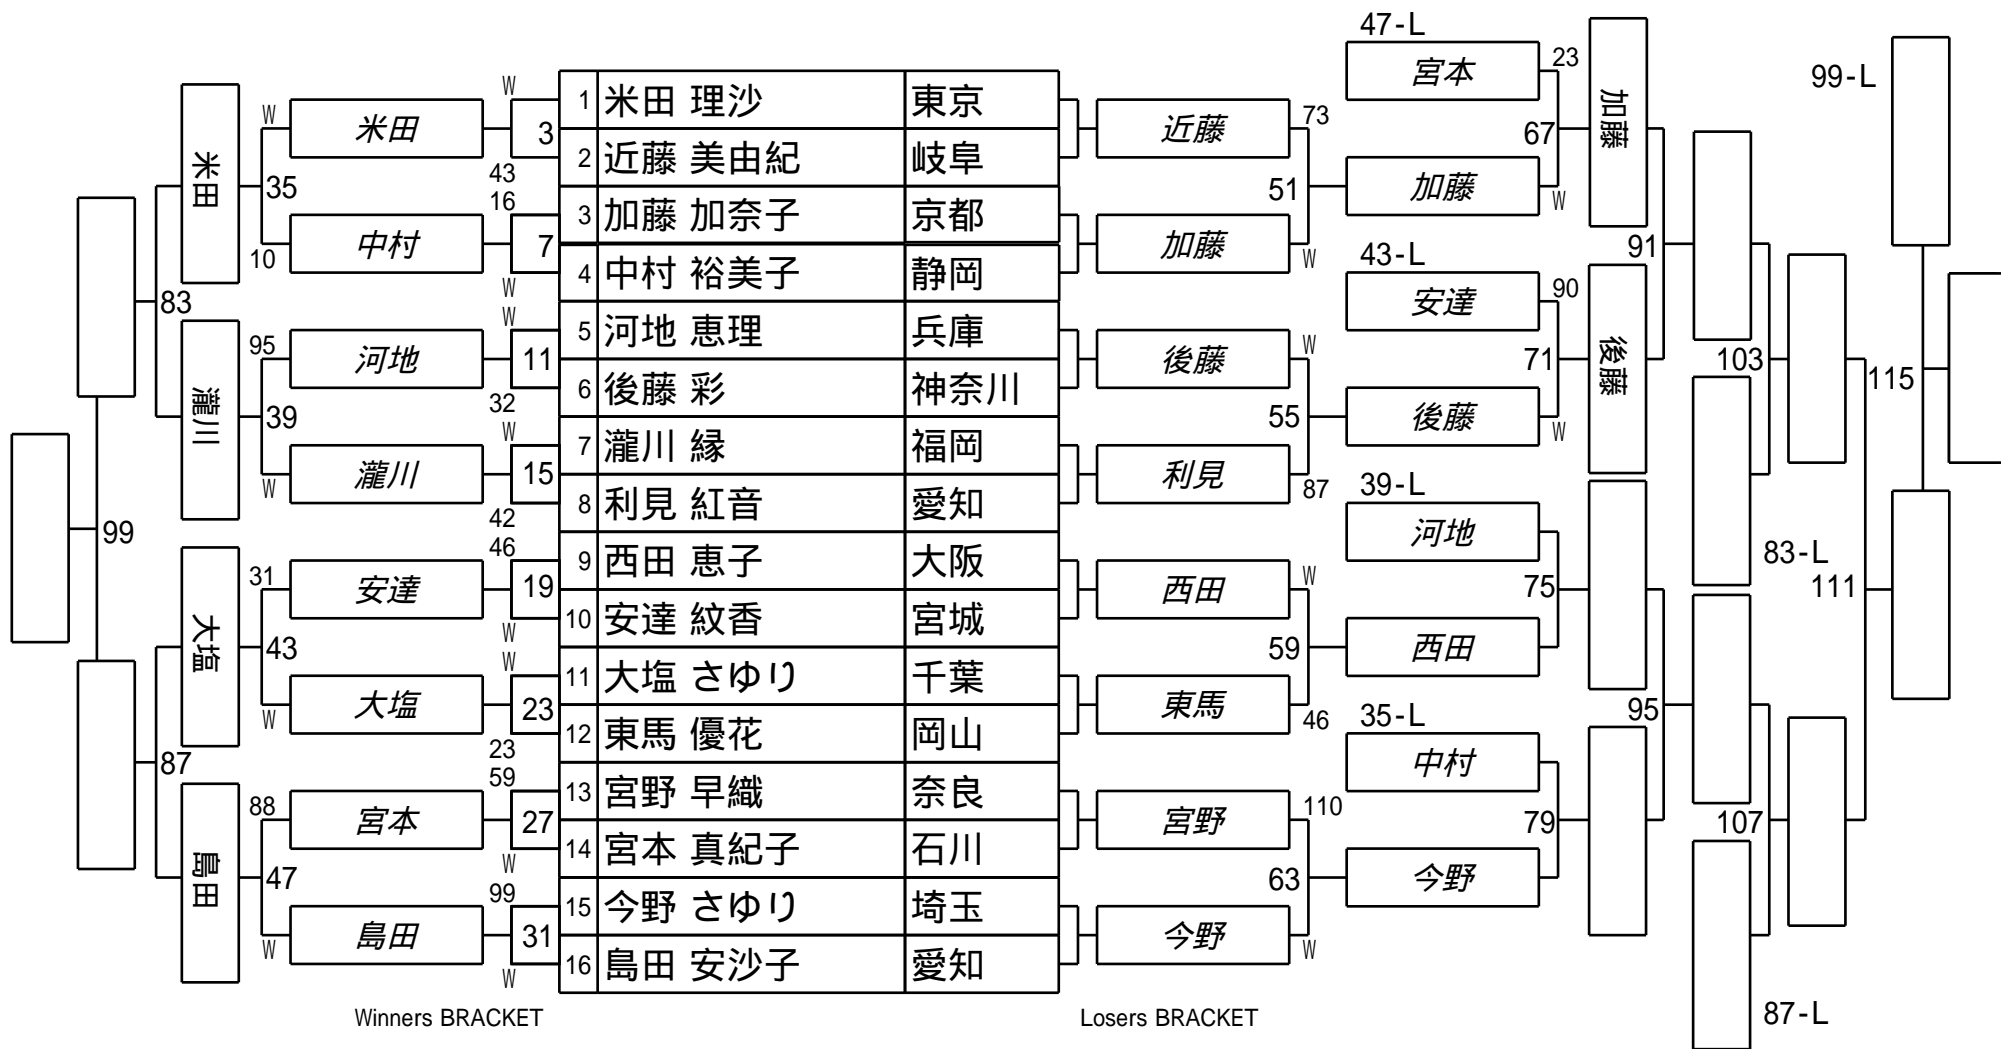 47-L
宮本
23
加藤
99-L
W
1 米田 理沙 東京
米田
W
米田
3
近藤
73
67
2 近藤 美由紀 岐阜
43
35
51
加藤
W
16
3 加藤 加奈子 京都
10
中村
7
加藤
W
4 中村 裕美子 静岡
W
43-L
91
安達
90
後藤
83
W
5 河地 恵理 兵庫
瀧川
95
河地
11
後藤
W
71
103
115
6 後藤 彩 神奈川
32
39
55
後藤
W
W
7 瀧川 縁 福岡
瀧川
W
15
利見
87
8 利見 紅音 愛知
42
39-L
99
河地
46
9 西田 恵子 大阪
大塩
31
安達
19
西田
W
75
83-L
111
10 安達 紋香 宮城
W
43
59
西田
W
11 大塩 さゆり 千葉
大塩
W
23
東馬
46
12 東馬 優花 岡山
23
35-L
95
87
中村
59
13 宮野 早織 奈良
島田
88
宮本
27
宮野
110
79
107
14 宮本 真紀子 石川
W
47
63
今野
99
15 今野 さゆり 埼玉
島田
W
31
今野
W
16 島田 安沙子 愛知
W
87-L
Winners BRACKET
Losers BRACKET